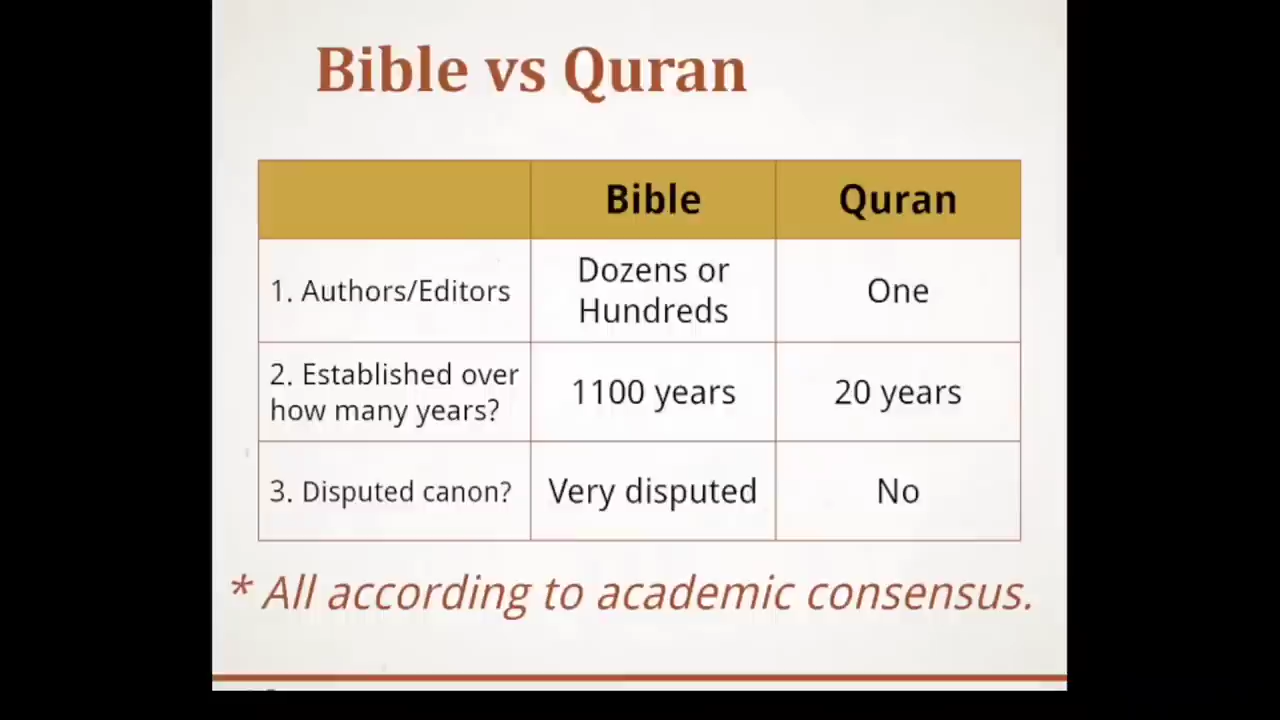 Bible vs Quran
Bible
Quran
1. Authors/Editors
Dozens or
Hundreds
One
2. Established over
how many years?
1100 years
20 years
3. Disputed canon?
Very disputed
No
* All according to academic consensus.